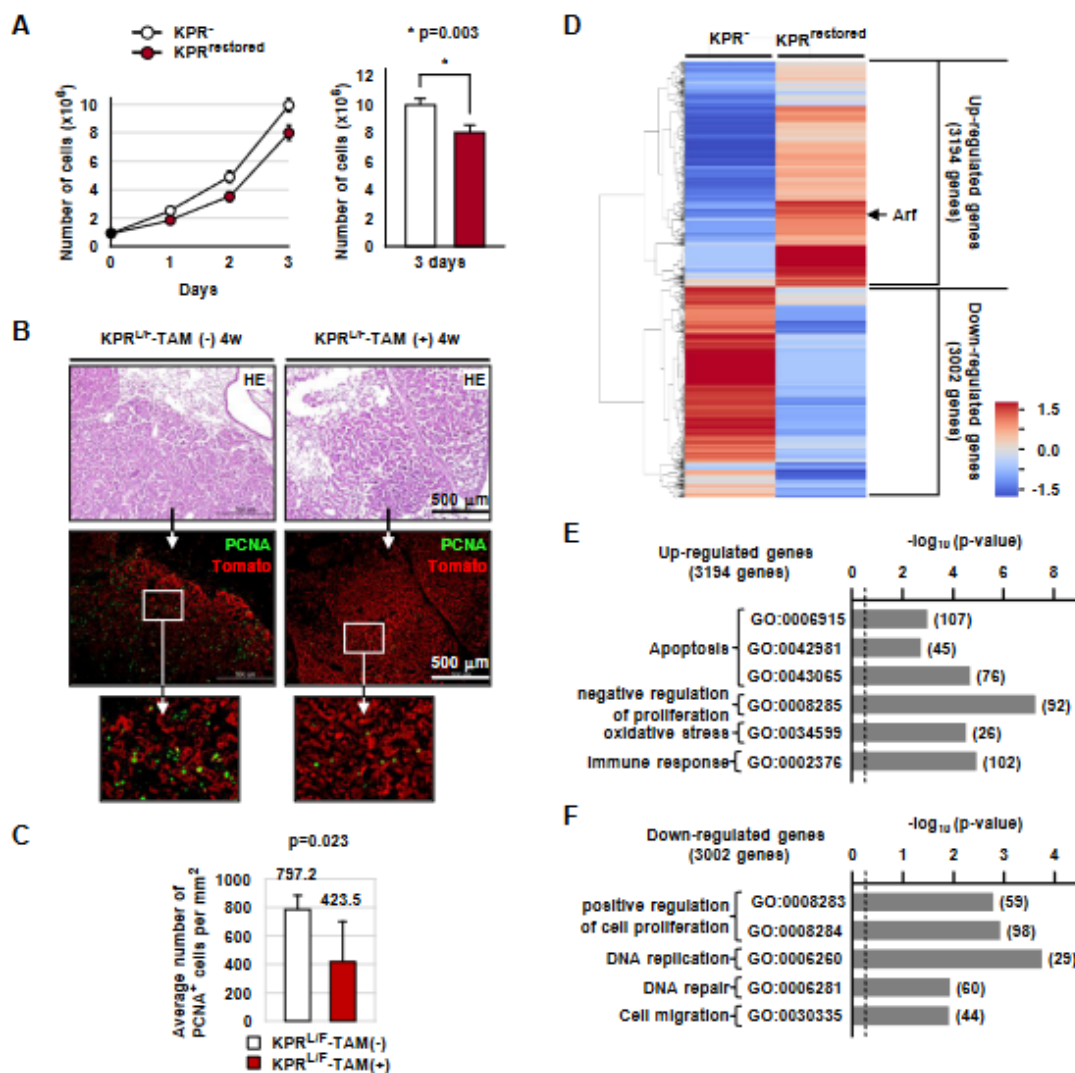 A
KPR-
KPRrestored
Number of cells (x10⁶)
10
8
6
4
2
0
0
1
2
3
Days
* p=0.003
*
Number of cells (x10⁶)
12
10
8
6
4
2
0
3 days
B
KPRL/F-TAM (-) 4w
KPRL/F-TAM (+) 4w
HE
HE
500 μm
PCNA
Tomato
PCNA
Tomato
500 μm
C
p=0.023
Average number of
PCNA+ cells per mm²
1000
800
600
400
200
0
797.2
423.5
KPRL/F-TAM(-)
KPRL/F-TAM(+)
D
KPR-
KPRrestored
Up-regulated genes
(3194 genes)
Arf
Down-regulated genes
(3002 genes)
1.5
0.0
-1.5
E
Up-regulated genes
(3194 genes)
-log₁₀ (p-value)
0 2 4 6 8
Apoptosis
GO:0006915 (107)
GO:0042981 (45)
GO:0043065 (76)
negative regulation
of proliferation
GO:0008285 (92)
oxidative stress GO:0034599 (26)
Immune response GO:0002376 (102)
F
Down-regulated genes
(3002 genes)
-log₁₀ (p-value)
0 1 2 3 4
positive regulation
of cell proliferation
GO:0008283 (59)
GO:0008284 (98)
DNA replication GO:0006260 (29)
DNA repair GO:0006281 (60)
Cell migration GO:0030335 (44)